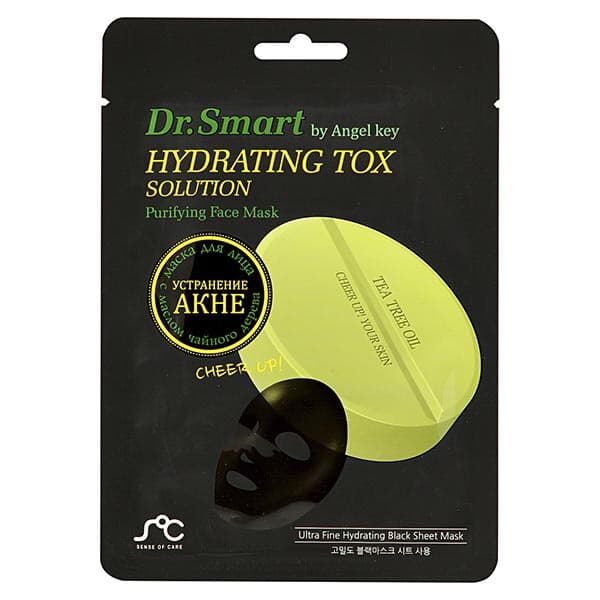 Dr.Smart by Angel key
HYDRATING TOX
SOLUTION
Purifying Face Mask
маска для лица
УСТРАНЕНИЕ
АКНЕ
с маслом чайного дерева
TEA TREE OIL
CHEER UP! YOUR SKIN
CHEER UP!
SOC
SENSE OF CARE
Ultra Fine Hydrating Black Sheet Mask
고밀도 블랙마스크 시트 사용